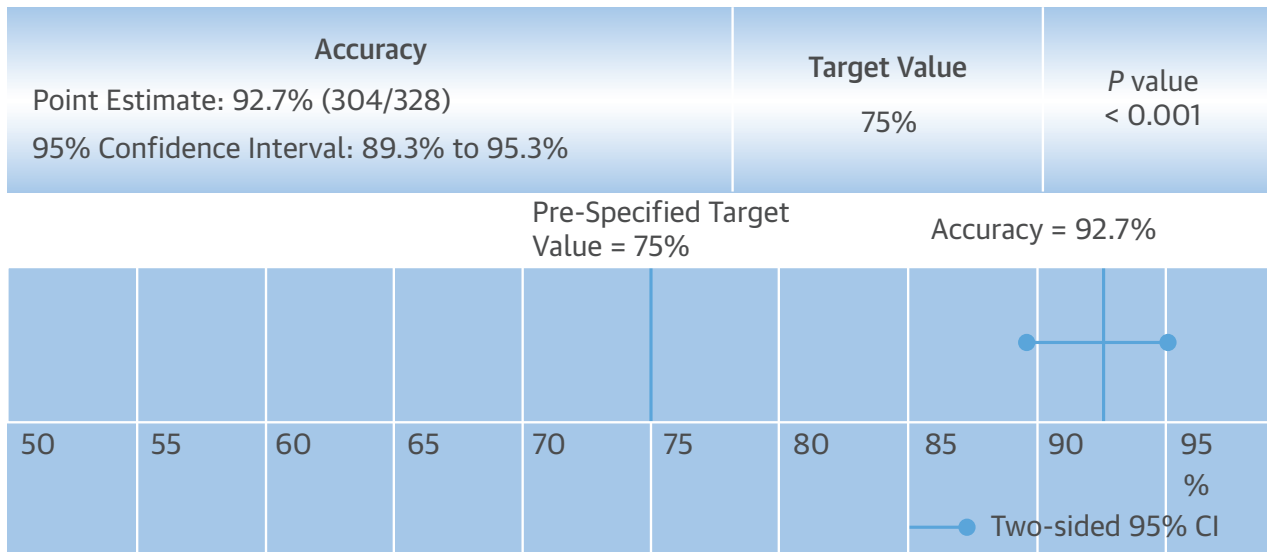 Accuracy
Point Estimate: 92.7% (304/328)
95% Confidence Interval: 89.3% to 95.3%
Target Value
75%
P value
< 0.001
Pre-Specified Target
Value = 75%
Accuracy = 92.7%
50 55 60 65 70 75 80 85 90 95
%
Two-sided 95% CI